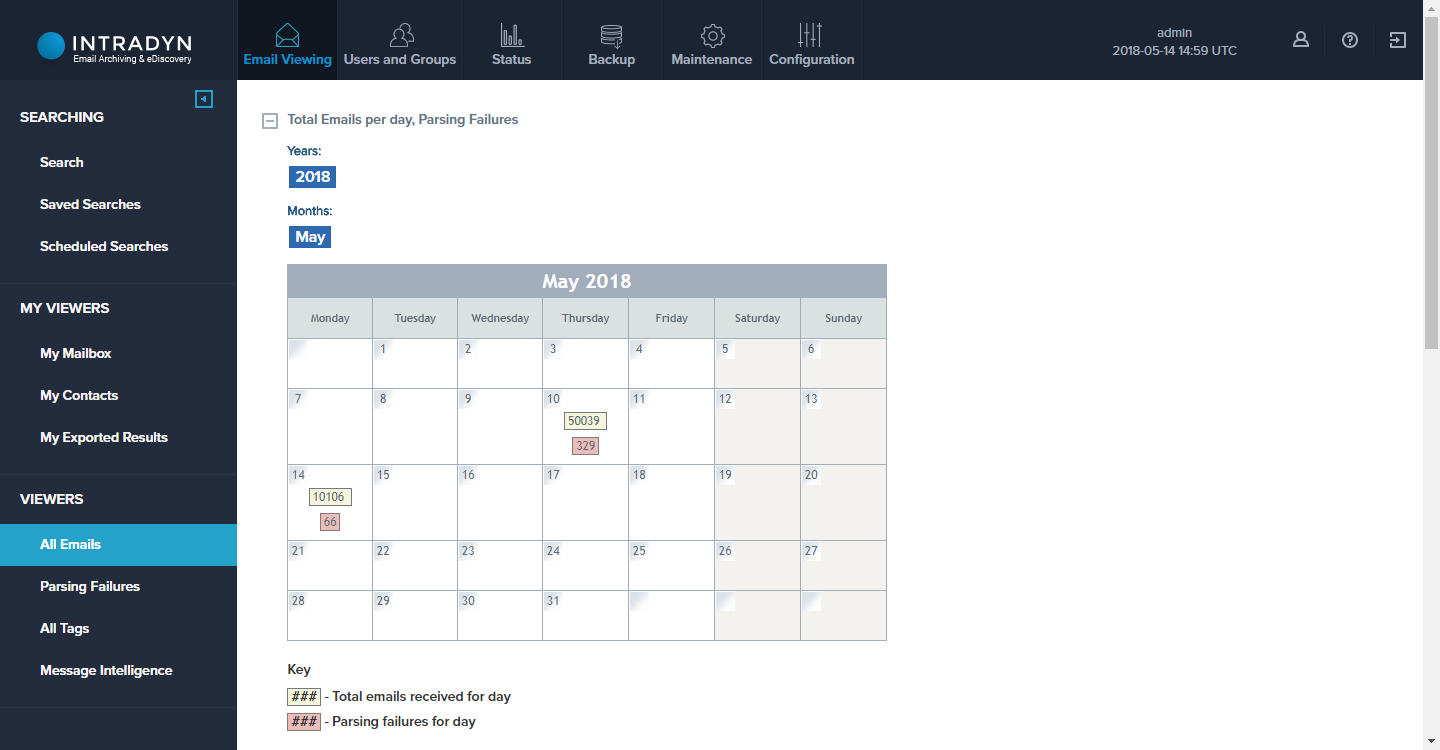 INTRADYN
Email Archiving & eDiscovery
Email Viewing
Users and Groups
Status
Backup
Maintenance
Configuration
admin
2018-05-14 14:59 UTC
SEARCHING
Search
Saved Searches
Scheduled Searches
MY VIEWERS
My Mailbox
My Contacts
My Exported Results
VIEWERS
All Emails
Parsing Failures
All Tags
Message Intelligence
Total Emails per day, Parsing Failures
Years:
2018
Months:
May
May 2018
Monday Tuesday Wednesday Thursday Friday Saturday Sunday
1 2 3 4 5 6
7 8 9 10 11 12 13
50039
329
14 15 16 17 18 19 20
10106
66
21 22 23 24 25 26 27
28 29 30 31
Key
### - Total emails received for day
### - Parsing failures for day